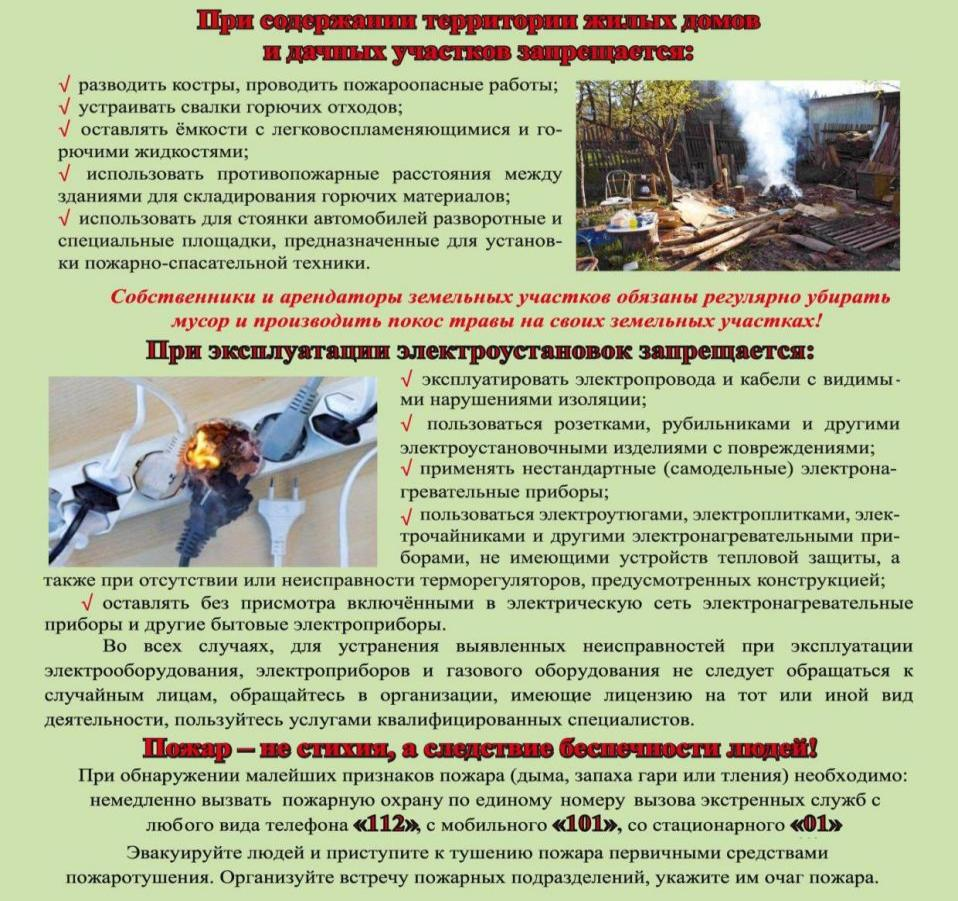 При содержании территории жилых домов
и дачных участков запрещается:
√ разводить костры, проводить пожароопасные работы;
√ устраивать свалки горючих отходов;
√ оставлять ёмкости с легковоспламеняющимися и го-
рючими жидкостями;
√ использовать противопожарные расстояния между
зданиями для складирования горючих материалов;
√ использовать для стоянки автомобилей разворотные и
специальные площадки, предназначенные для установ-
ки пожарно-спасательной техники.
Собственники и арендаторы земельных участков обязаны регулярно убирать
мусор и производить покос травы на своих земельных участках!
При эксплуатации электроустановок запрещается:
√ эксплуатировать электропровода и кабели с видимы-
ми нарушениями изоляции;
√ пользоваться розетками, рубильниками и другими
электроустановочными изделиями с повреждениями;
√ применять нестандартные (самодельные) электрона-
гревательные приборы;
√ пользоваться электроутюгами, электроплитками, элек-
трочайниками и другими электронагревательными при-
борами, не имеющими устройств тепловой защиты, а
также при отсутствии или неисправности терморегуляторов, предусмотренных конструкцией;
√ оставлять без присмотра включёнными в электрическую сеть электронагревательные
приборы и другие бытовые электроприборы.
Во всех случаях, для устранения выявленных неисправностей при эксплуатации
электрооборудования, электроприборов и газового оборудования не следует обращаться к
случайным лицам, обращайтесь в организации, имеющие лицензию на тот или иной вид
деятельности, пользуйтесь услугами квалифицированных специалистов.
Пожар – не стихия, а следствие беспечности людей!
При обнаружении малейших признаков пожара (дыма, запаха гари или тления) необходимо:
немедленно вызвать пожарную охрану по единому номеру вызова экстренных служб с
любого вида телефона «112», с мобильного «101», со стационарного «01»
Эвакуируйте людей и приступите к тушению пожара первичными средствами
пожаротушения. Организуйте встречу пожарных подразделений, укажите им очаг пожара.